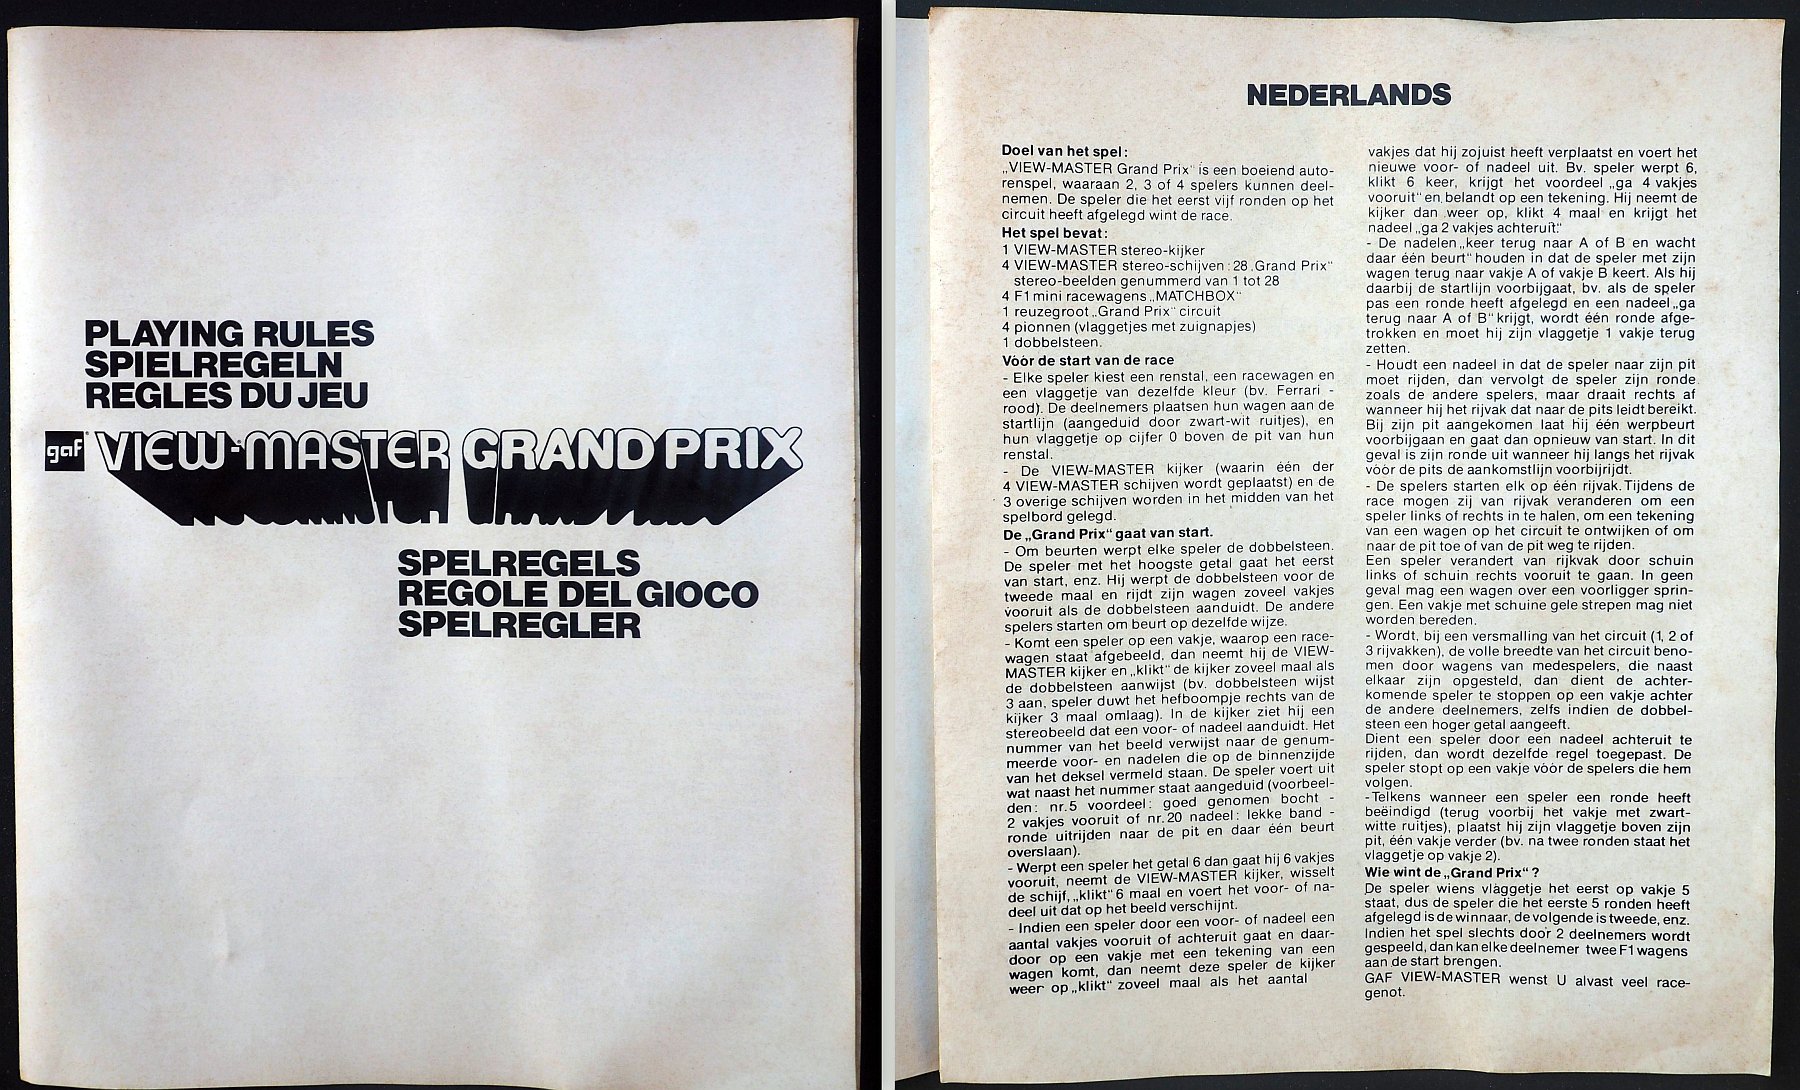 PLAYING RULES
SPIELREGELN
REGLES DU JEU
gaf® VIEW-MASTER® GRAND PRIX
SPELREGELS
REGOLE DEL GIOCO
SPELREGLER
NEDERLANDS
Doel van het spel:
„VIEW-MASTER Grand Prix" is een boeiend auto-
renspel, waaraan 2, 3 of 4 spelers kunnen deel-
nemen. De speler die het eerst vijf ronden op het
circuit heeft afgelegd wint de race.
Het spel bevat:
1 VIEW-MASTER stereo-kijker
4 VIEW-MASTER stereo-schijven: 28 „Grand Prix"
stereo-beelden genummerd van 1 tot 28
4 F1 mini racewagens „MATCHBOX"
1 reuzegroot „Grand Prix" circuit
4 pionnen (vlaggetjes met zuignapjes)
1 dobbelsteen.
Vóór de start van de race
- Elke speler kiest een renstal, een racewagen en
een vlaggetje van dezelfde kleur (bv. Ferrari -
rood). De deelnemers plaatsen hun wagen aan de
startlijn (aangeduid door zwart-wit ruitjes), en
hun vlaggetje op cijfer 0 boven de pit van hun
renstal.
- De VIEW-MASTER kijker (waarin één der
4 VIEW-MASTER schijven wordt geplaatst) en de
3 overige schijven worden in het midden van het
spelbord gelegd.
De „Grand Prix" gaat van start.
- Om beurten werpt elke speler de dobbelsteen.
De speler met het hoogste getal gaat het eerst
van start, enz. Hij werpt de dobbelsteen voor de
tweede maal en rijdt zijn wagen zoveel vakjes
vooruit als de dobbelsteen aanduidt. De andere
spelers starten om beurt op dezelfde wijze.
- Komt een speler op een vakje, waarop een race-
wagen staat afgebeeld, dan neemt hij de VIEW-
MASTER kijker en „klikt" de kijker zoveel maal als
de dobbelsteen aanwijst (bv. dobbelsteen wijst
3 aan, speler duwt het hefboompje rechts van de
kijker 3 maal omlaag). In de kijker ziet hij een
stereobeeld dat een voor- of nadeel aanduidt. Het
nummer van het beeld verwijst naar de genum-
meerde voor- en nadelen die op de binnenzijde
van het deksel vermeld staan. De speler voert uit
wat naast het nummer staat aangeduid (voorbeel-
den: nr. 5 voordeel: goed genomen bocht -
2 vakjes vooruit of nr. 20 nadeel: lekke band -
ronde uitrijden naar de pit en daar één beurt
overslaan).
- Werpt een speler het getal 6 dan gaat hij 6 vakjes
vooruit, neemt de VIEW-MASTER kijker, wisselt
de schijf, „klikt" 6 maal en voert het voor- of na-
deel uit dat op het beeld verschijnt.
- Indien een speler door een voor- of nadeel een
aantal vakjes vooruit of achteruit gaat en daar-
door op een vakje met een tekening van een
wagen komt, dan neemt deze speler de kijker
weer op „klikt" zoveel maal als het aantal
vakjes dat hij zojuist heeft verplaatst en voert het
nieuwe voor- of nadeel uit. Bv. speler werpt 6,
klikt 6 keer, krijgt het voordeel „ga 4 vakjes
vooruit" en belandt op een tekening. Hij neemt de
kijker dan weer op, klikt 4 maal en krijgt het
nadeel „ga 2 vakjes achteruit."
- De nadelen „keer terug naar A of B en wacht
daar één beurt" houden in dat de speler met zijn
wagen terug naar vakje A of vakje B keert. Als hij
daarbij de startlijn voorbijgaat, bv. als de speler
pas een ronde heeft afgelegd en een nadeel „ga
terug naar A of B" krijgt, wordt één ronde afge-
trokken en moet hij zijn vlaggetje 1 vakje terug
zetten.
- Houdt een nadeel in dat de speler naar zijn pit
moet rijden, dan vervolgt de speler zijn ronde
zoals de andere spelers, maar draait rechts af
wanneer hij het rijvak dat naar de pits leidt bereikt.
Bij zijn pit aangekomen laat hij één werpbeurt
voorbijgaan en gaat dan opnieuw van start. In dit
geval is zijn ronde uit wanneer hij langs het rijvak
vóór de pits de aankomstlijn voorbijrijdt.
- De spelers starten elk op één rijvak. Tijdens de
race mogen zij van rijvak veranderen om een
speler links of rechts in te halen, om een tekening
van een wagen op het circuit te ontwijken of om
naar de pit toe of van de pit weg te rijden.
Een speler verandert van rijkvak door schuin
links of schuin rechts vooruit te gaan. In geen
geval mag een wagen over een voorligger sprin-
gen. Een vakje met schuine gele strepen mag niet
worden bereden.
- Wordt, bij een versmalling van het circuit (1, 2 of
3 rijvakken), de volle breedte van het circuit beno-
men door wagens van medespelers, die naast
elkaar zijn opgesteld, dan dient de achter-
komende speler te stoppen op een vakje achter
de andere deelnemers, zelfs indien de dobbel-
steen een hoger getal aangeeft.
Dient een speler door een nadeel achteruit te
rijden, dan wordt dezelfde regel toegepast. De
speler stopt op een vakje vóór de spelers die hem
volgen.
- Telkens wanneer een speler een ronde heeft
beëindigd (terug voorbij het vakje met zwart-
witte ruitjes), plaatst hij zijn vlaggetje boven zijn
pit, één vakje verder (bv. na twee ronden staat het
vlaggetje op vakje 2).
Wie wint de „Grand Prix"?
De speler wiens vlaggetje het eerst op vakje 5
staat, dus de speler die het eerste 5 ronden heeft
afgelegd is de winnaar, de volgende is tweede, enz.
Indien het spel slechts door 2 deelnemers wordt
gespeeld, dan kan elke deelnemer twee F1 wagens
aan de start brengen.
GAF VIEW-MASTER wenst U alvast veel race-
genot.